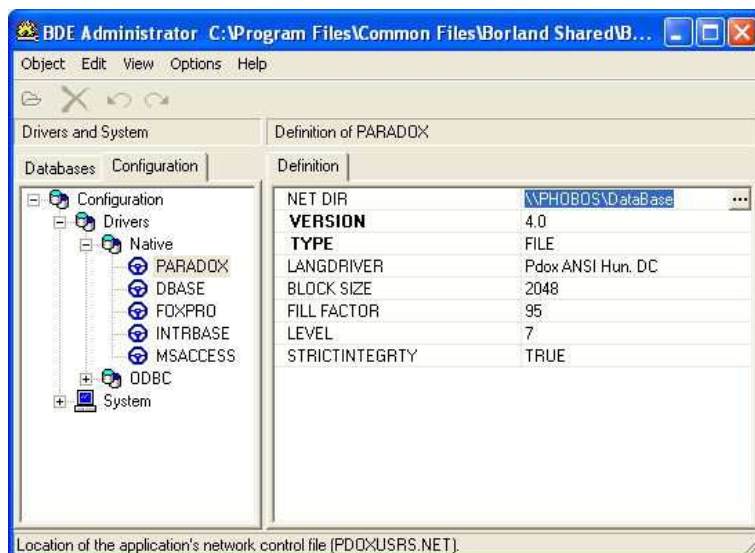 BDE Administrator C:\Program Files\Common Files\Borland Shared\B...
Object Edit View Options Help
Drivers and System
Definition of PARADOX
Databases Configuration
Definition
Configuration
Drivers
Native
PARADOX
DBASE
FOXPRO
INTRBASE
MSACCESS
ODBC
System
NET DIR \\PHOBOS\DataBase ...
VERSION 4.0
TYPE FILE
LANGDRIVER Pdox ANSI Hun. DC
BLOCK SIZE 2048
FILL FACTOR 95
LEVEL 7
STRICTINTEGRTY TRUE
Location of the application's network control file (PDOXUSRS.NET).